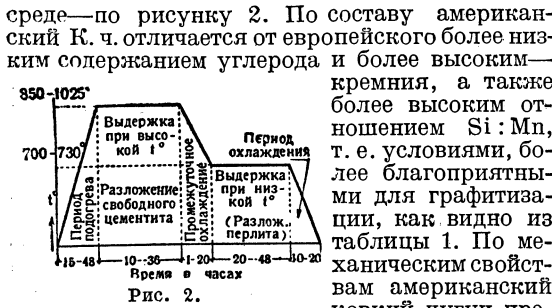 среде—по рисунку 2. По составу американ-
ский К. ч. отличается от европейского более низ-
ким содержанием углерода и более высоким—
кремния, а также
более высоким от-
ношением Si : Mn,
т. е. условиями, бо-
лее благоприятны-
ми для графитиза-
ции, как видно из
таблицы 1. По ме-
ханическим свойст-
вам американский
850-1025°
700-730°
t°
Период
подогрева
Выдержка
при высо-
кой t°
Разложение
свободного
цементита
Промежуточное
охлаждение
Период
охлаждения
Выдержка
при низ-
кой t°
(Разлож.
перлита)
15-48
10-36
1-20
20-48
30-20
Время в часах
Рис. 2.